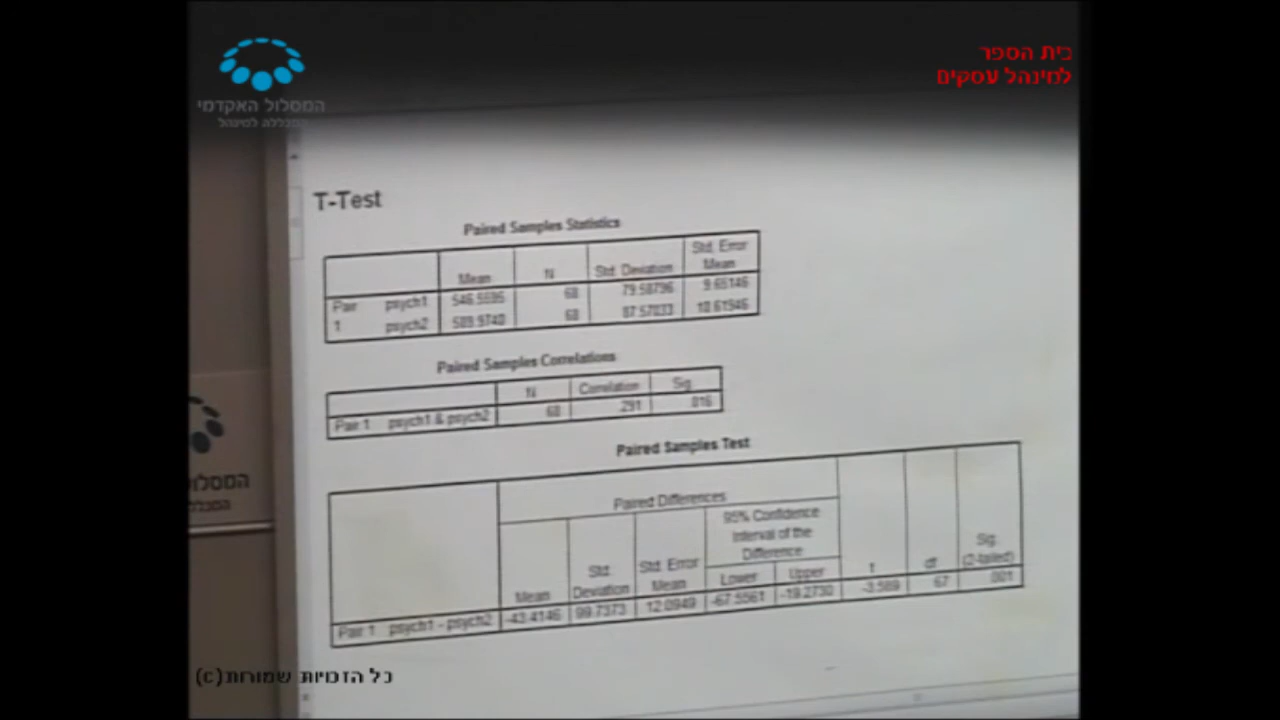 בית הספר
למינהל עסקים
המסלול האקדמי
המכללה למינהל
T-Test
Paired Samples Statistics
Mean N Std. Deviation Std. Error Mean
Pair 1 psych1 546.5595 68 79.58796 9.65146
psych2 589.9740 68 87.57033 10.61946
Paired Samples Correlations
N Correlation Sig.
Pair 1 psych1 & psych2 68 .291 .016
Paired Samples Test
Paired Differences
95% Confidence Interval of the Difference
Mean Std. Deviation Std. Error Mean Lower Upper t df Sig. (2-tailed)
Pair 1 psych1 - psych2 -43.4146 99.7373 12.0949 -67.5561 -19.2730 -3.589 67 .001
כל הזכויות שמורות(c)